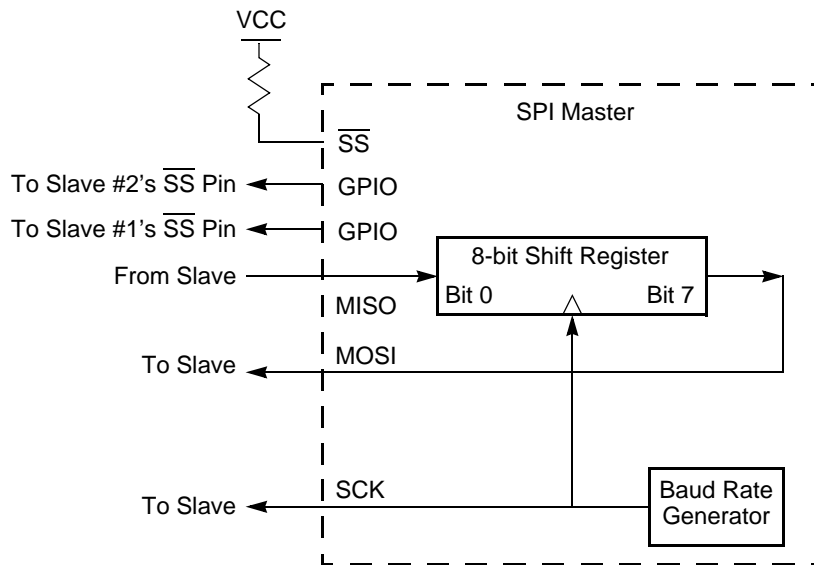 VCC
SPI Master
SS
To Slave #2's SS Pin
GPIO
To Slave #1's SS Pin
GPIO
8-bit Shift Register
From Slave
Bit 0
Bit 7
MISO
MOSI
To Slave
SCK
Baud Rate
Generator
To Slave